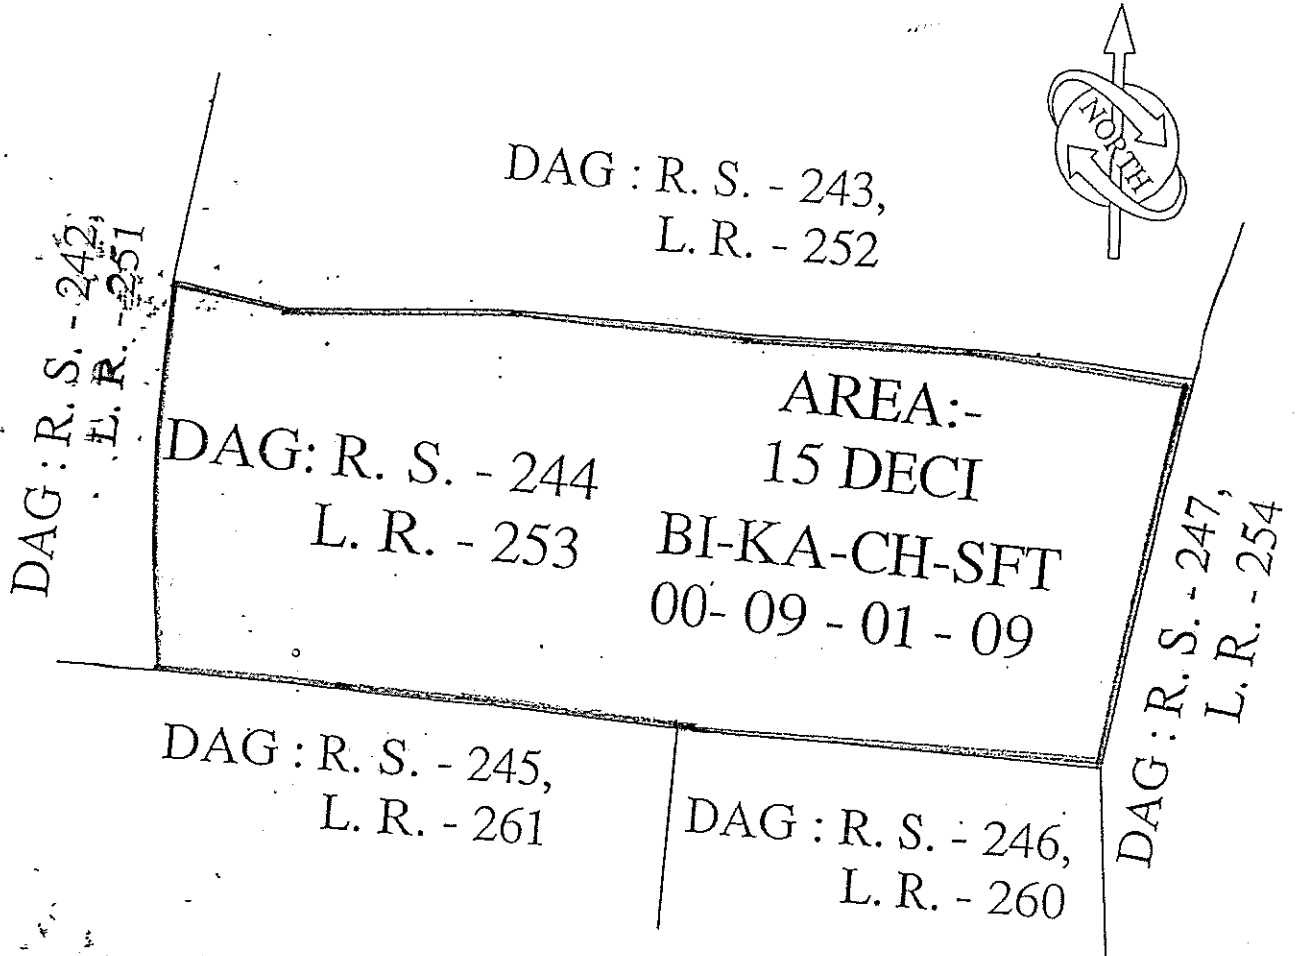 NORTH
DAG : R. S. - 243,
L. R. - 252
DAG : R. S. - 242,
L. R. - 251
AREA:-
15 DECI
BI-KA-CH-SFT
00- 09 - 01 - 09
DAG: R. S. - 244
L. R. - 253
DAG : R. S. - 247,
L. R. - 254
DAG : R. S. - 245,
L. R. - 261
DAG : R. S. - 246,
L. R. - 260